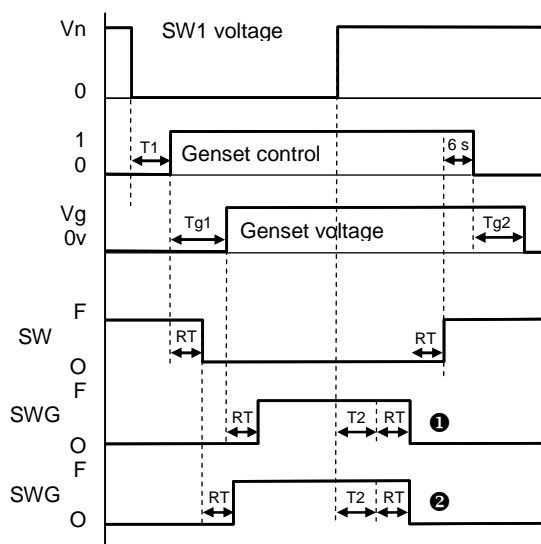 Vn
SW1 voltage
0
1
T1
Genset control
6 s
0
Vg
Tg1
Genset voltage
Tg2
0v
F
SW
RT
RT
O
F
SWG
RT
T2
RT
❶
O
F
SWG
RT
T2
RT
❷
O